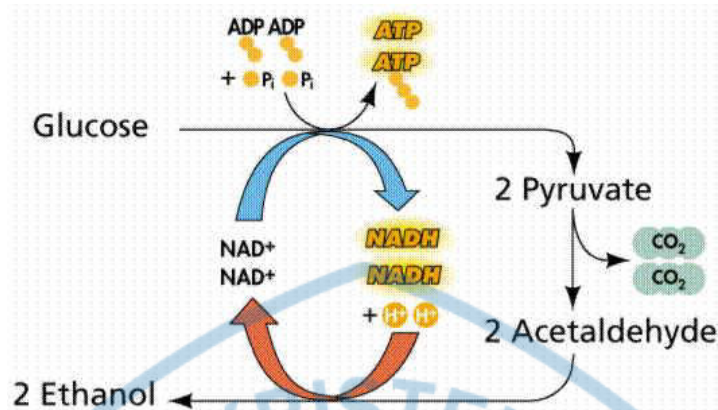 ADP ADP
ATP
ATP
+ Pi Pi
Glucose
2 Pyruvate
NAD+
NAD+
NADH
NADH
CO2
CO2
+ H+ H+
2 Acetaldehyde
2 Ethanol